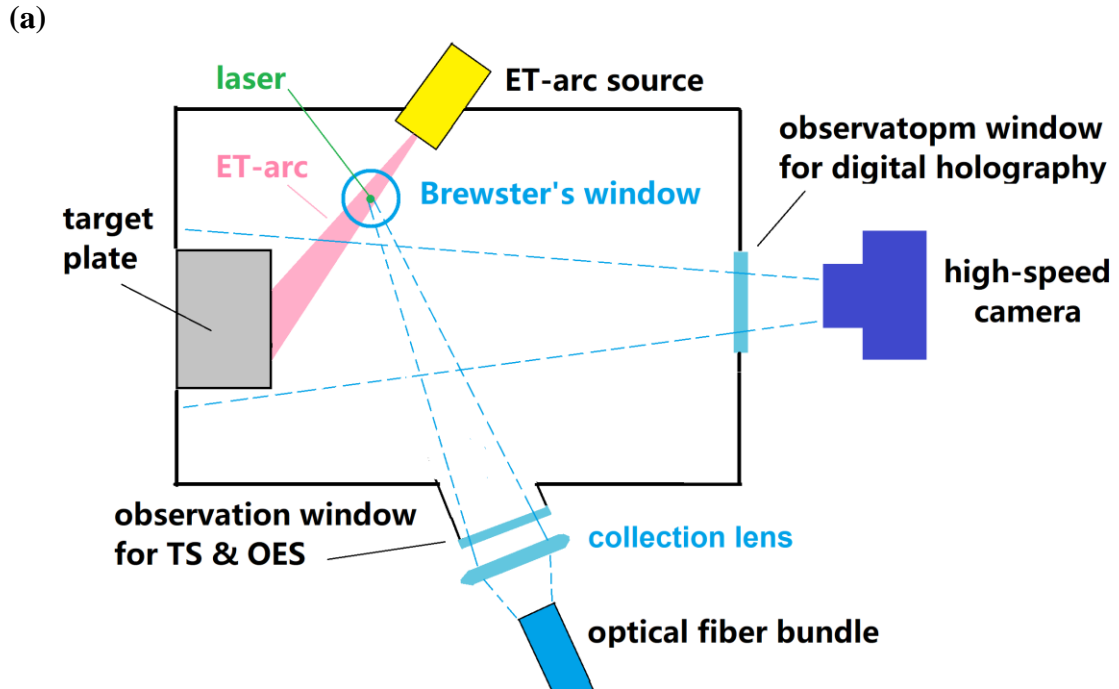 (a)
laser
ET-arc source
observatopm window
for digital holography
ET-arc
Brewster's window
target
plate
high-speed
camera
observation window
for TS & OES
collection lens
optical fiber bundle